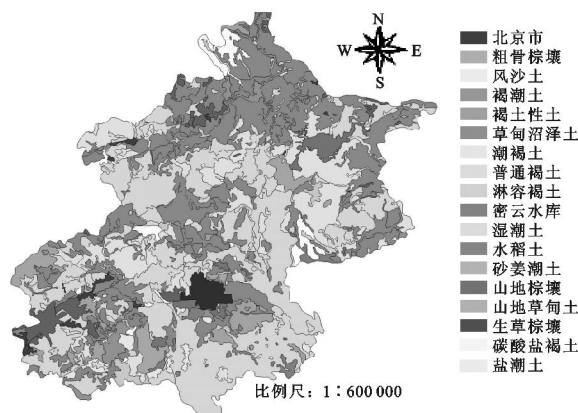 N
W E
S
北京市
粗骨棕壤
风沙土
褐潮土
褐土性土
草甸沼泽土
潮褐土
普通褐土
淋容褐土
密云水库
湿潮土
水稻土
砂姜潮土
山地棕壤
山地草甸土
生草棕壤
碳酸盐褐土
盐潮土
比例尺：1∶600 000